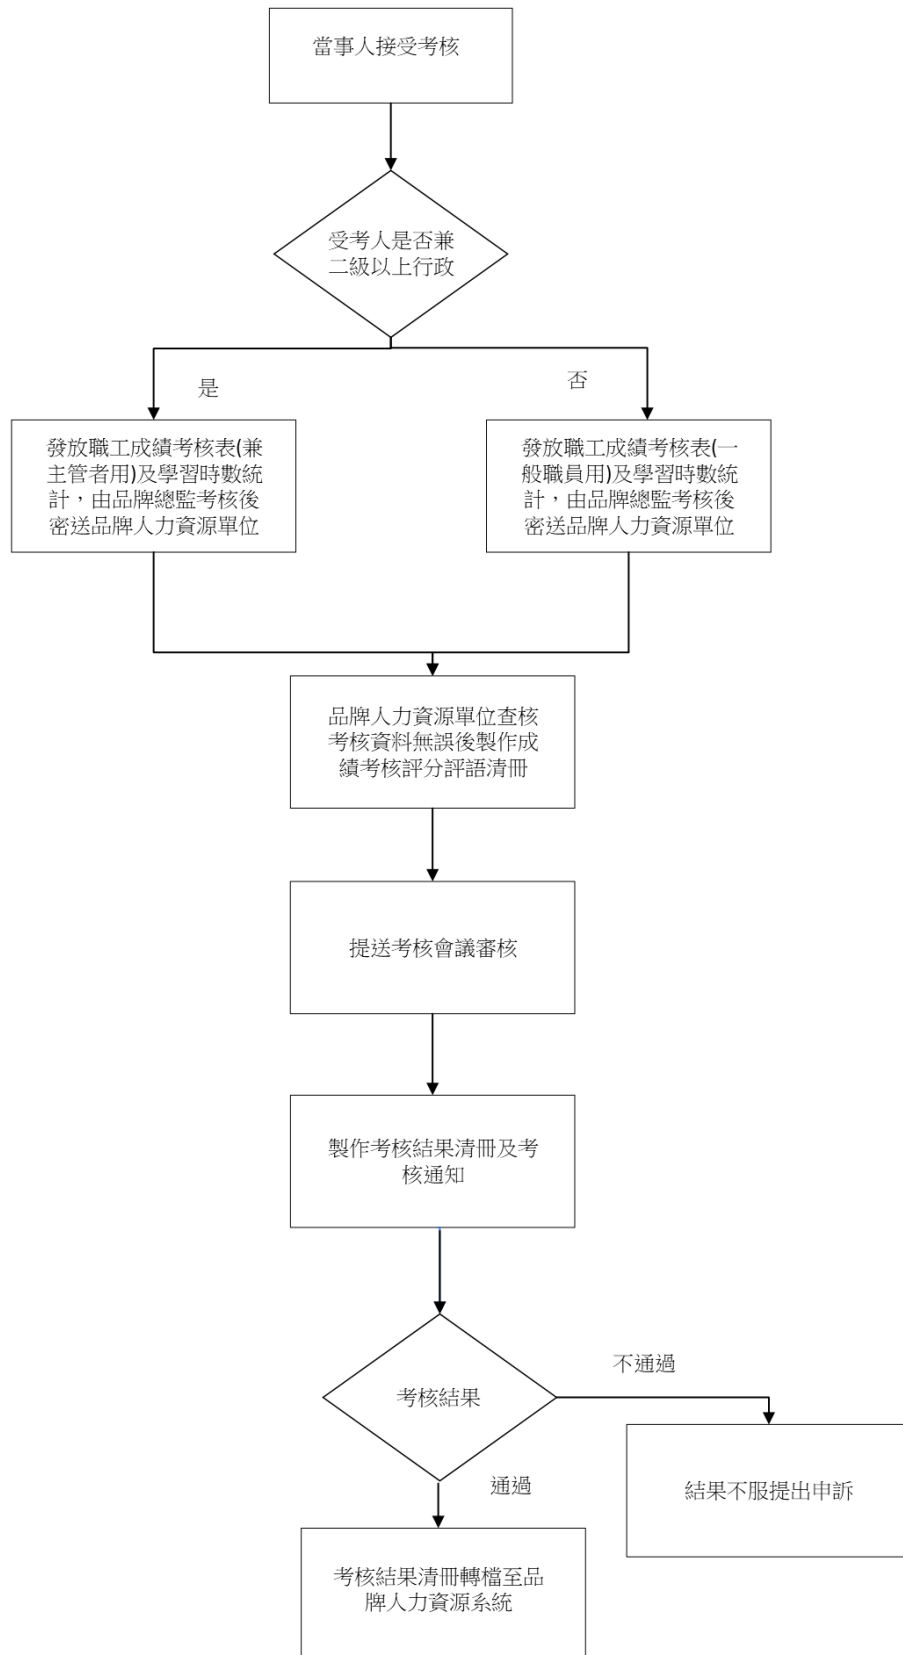 當事人接受考核
受考人是否兼
二級以上行政
是
否
發放職工成績考核表(兼
主管者用)及學習時數統
計，由品牌總監考核後
密送品牌人力資源單位
發放職工成績考核表(一
般職員用)及學習時數統
計，由品牌總監考核後
密送品牌人力資源單位
品牌人力資源單位查核
考核資料無誤後製作成
績考核評分評語清冊
提送考核會議審核
製作考核結果清冊及考
核通知
考核結果
不通過
結果不服提出申訴
通過
考核結果清冊轉檔至品
牌人力資源系統